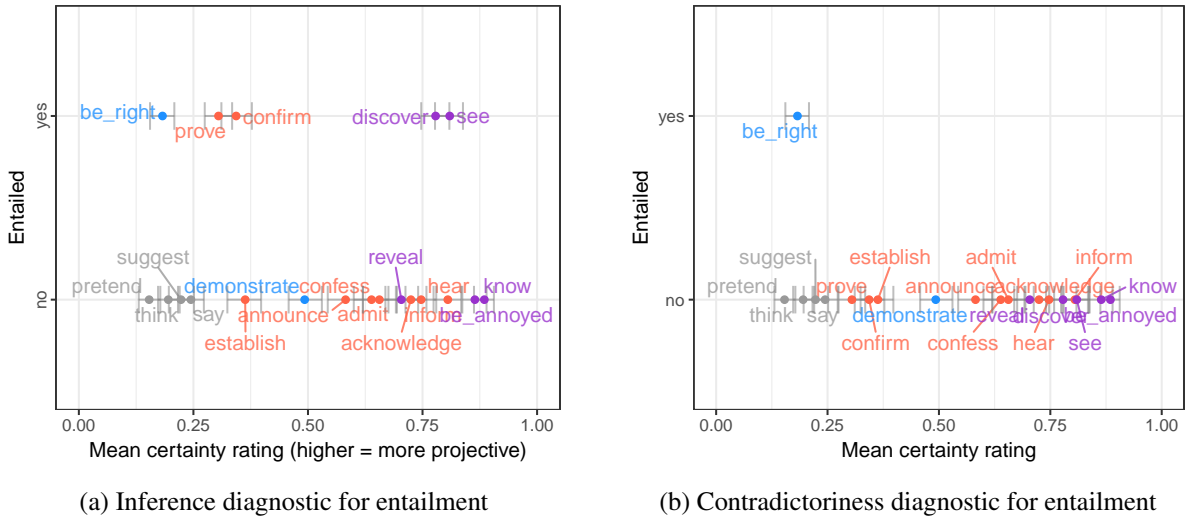 be_right
prove
confirm
discover
see
suggest
pretend
think
say
demonstrate
confess
reveal
hear
know
announce
admit
inform
be_annoyed
establish
acknowledge
yes
no
Entailed
0.00 0.25 0.50 0.75 1.00
Mean certainty rating (higher = more projective)
(a) Inference diagnostic for entailment
be_right
suggest
establish
admit
inform
pretend
prove
announce
acknowledge
know
think
say
demonstrate
reveal
discover
be_annoyed
confirm
confess
hear
see
yes
no
Entailed
0.00 0.25 0.50 0.75 1.00
Mean certainty rating
(b) Contradictoriness diagnostic for entailment